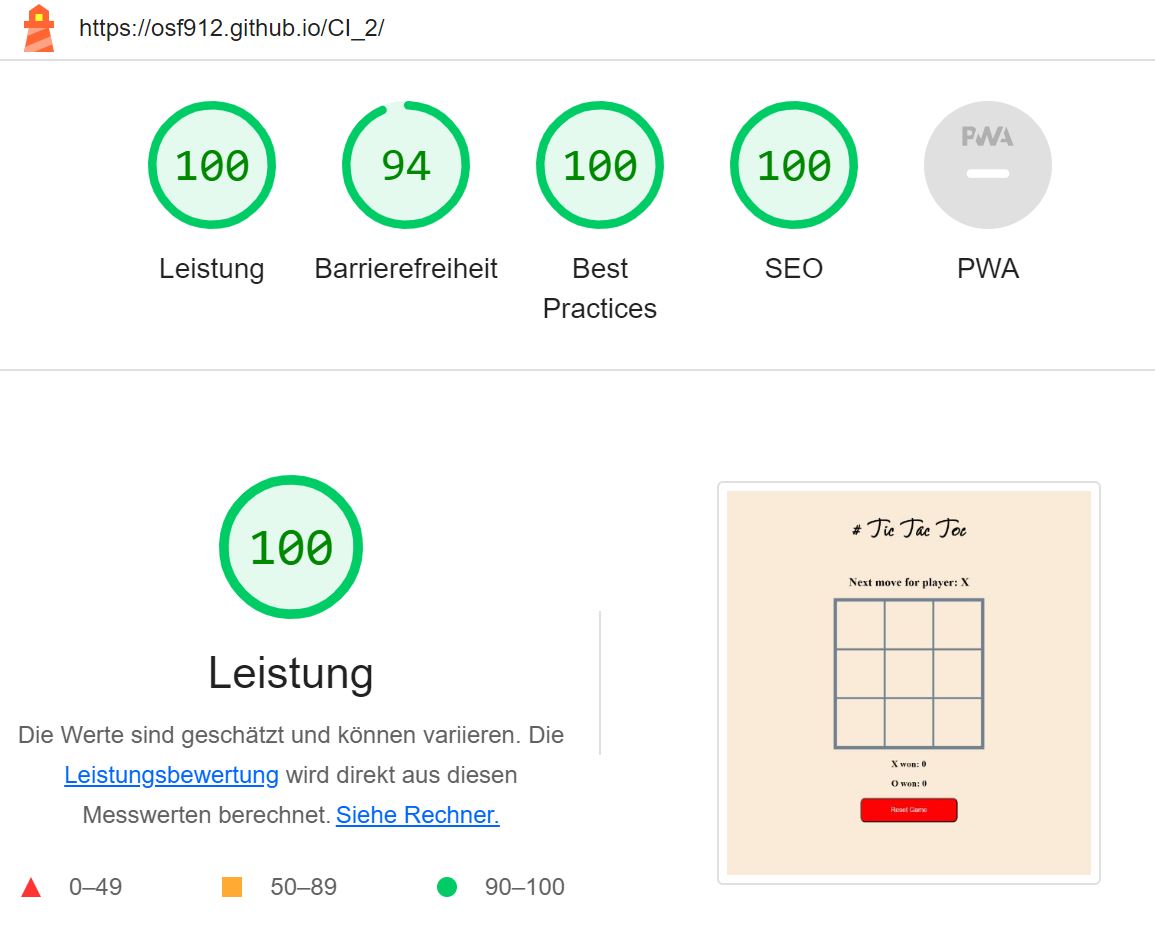 https://osf912.github.io/CI_2/
100
94
100
100
PWA
Leistung
Barrierefreiheit
Best
Practices
SEO
PWA
100
Leistung
Die Werte sind geschätzt und können variieren. Die
Leistungsbewertung wird direkt aus diesen
Messwerten berechnet. Siehe Rechner.
0–49
50–89
90–100
# Tic Tac Toe
Next move for player: X
X won: 0
O won: 0
Reset Game